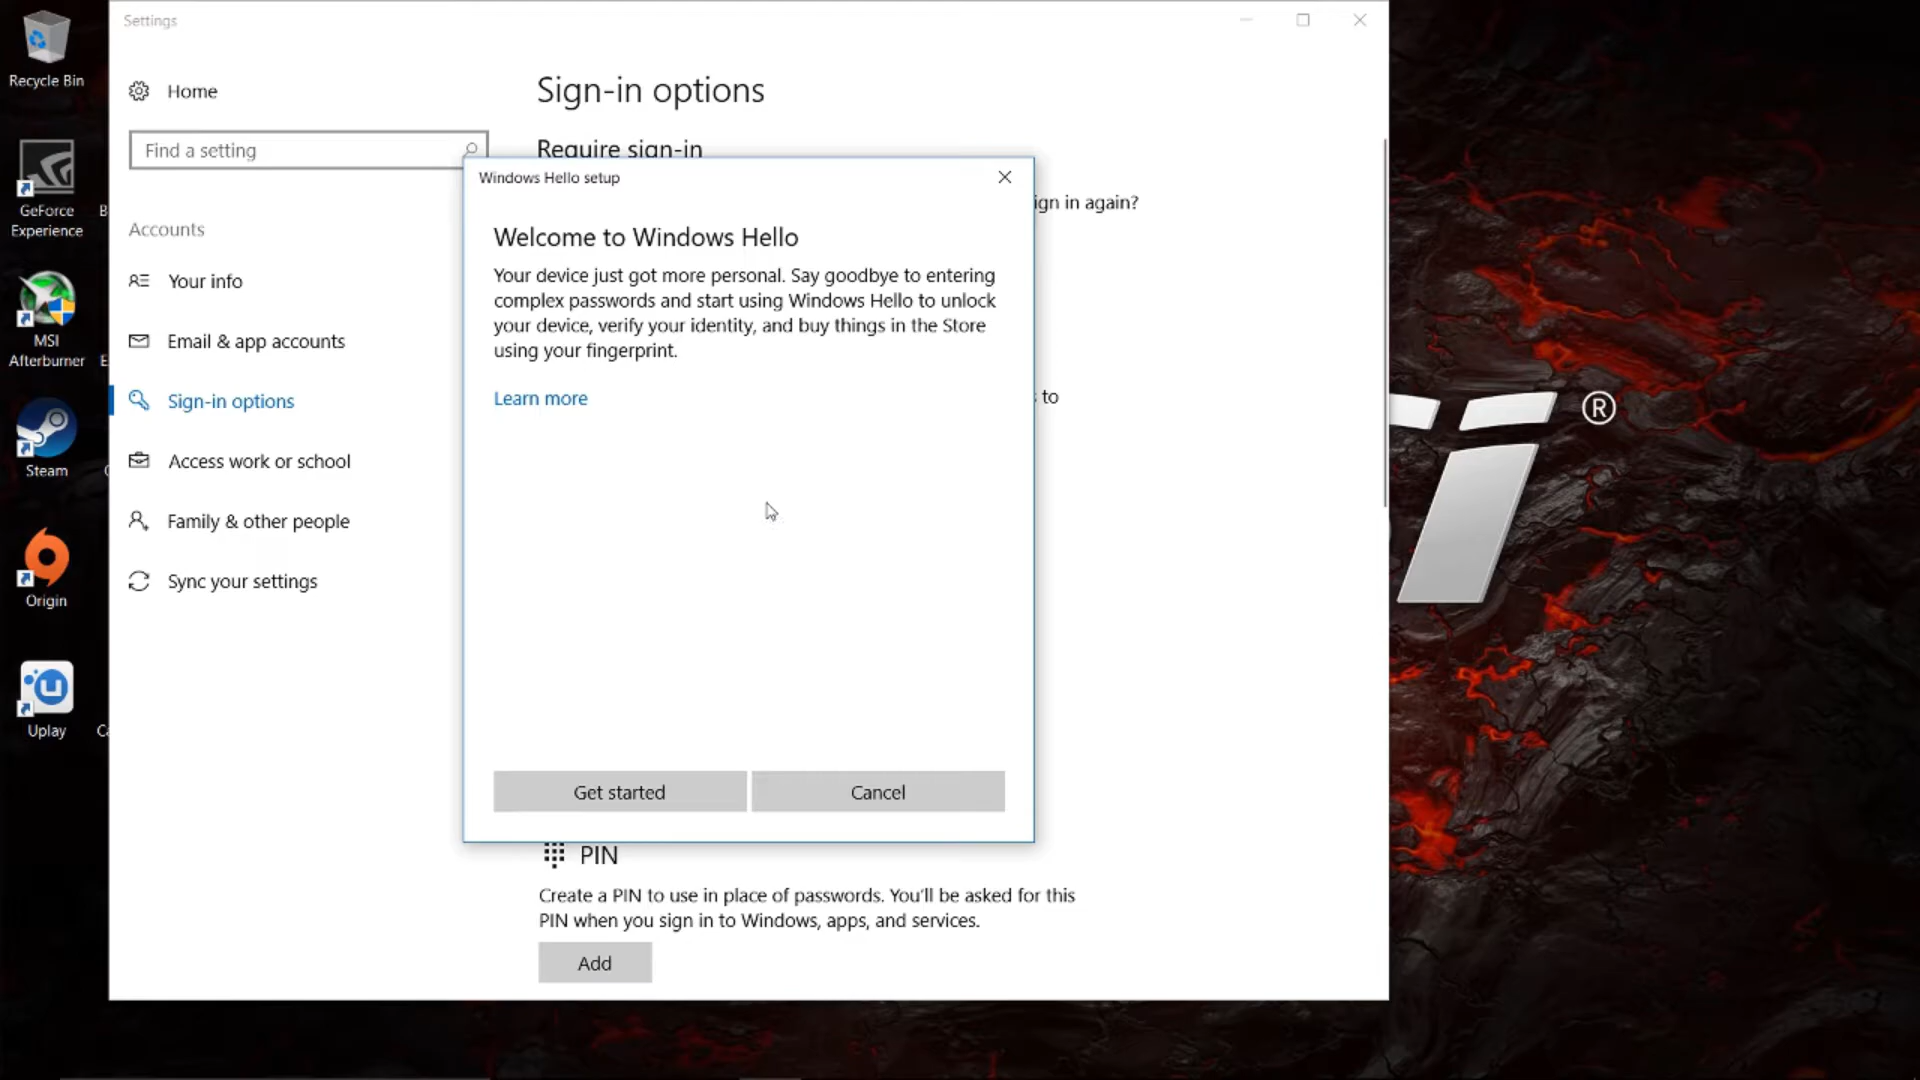 Settings
Home
Find a setting
Accounts
Your info
Email & app accounts
Sign-in options
Access work or school
Family & other people
Sync your settings
Sign-in options
Require sign-in
ign in again?
to
Windows Hello setup
Welcome to Windows Hello
Your device just got more personal. Say goodbye to entering
complex passwords and start using Windows Hello to unlock
your device, verify your identity, and buy things in the Store
using your fingerprint.
Learn more
Get started
Cancel
PIN
Create a PIN to use in place of passwords. You'll be asked for this
PIN when you sign in to Windows, apps, and services.
Add
Recycle Bin
GeForce
Experience
MSI
Afterburner
Steam
Origin
Uplay
®